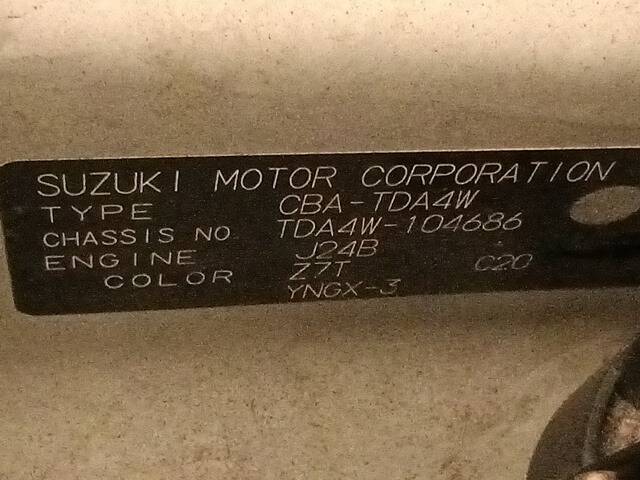 SUZUKI MOTOR CORPORATION
TYPE CBA-TDA4W
CHASSIS NO TDA4W-104686
ENGINE J24B
COLOR Z7T C20
YNGX-3